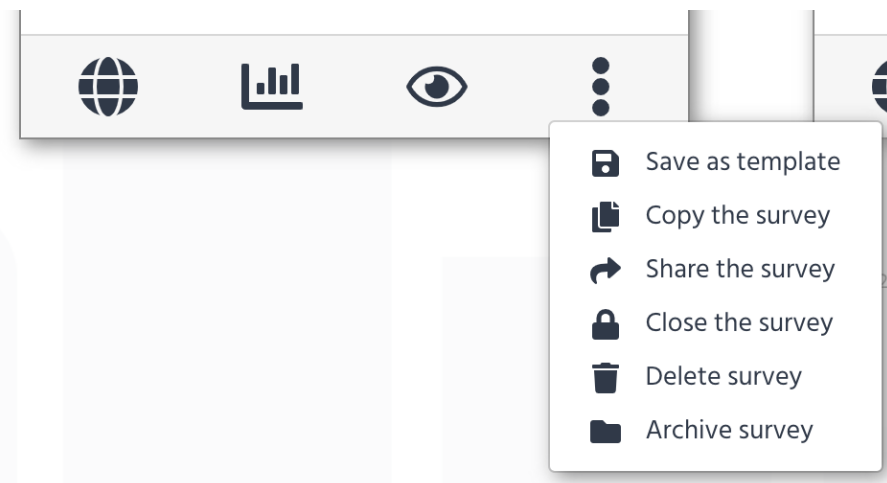 Save as template
Copy the survey
Share the survey
Close the survey
Delete survey
Archive survey